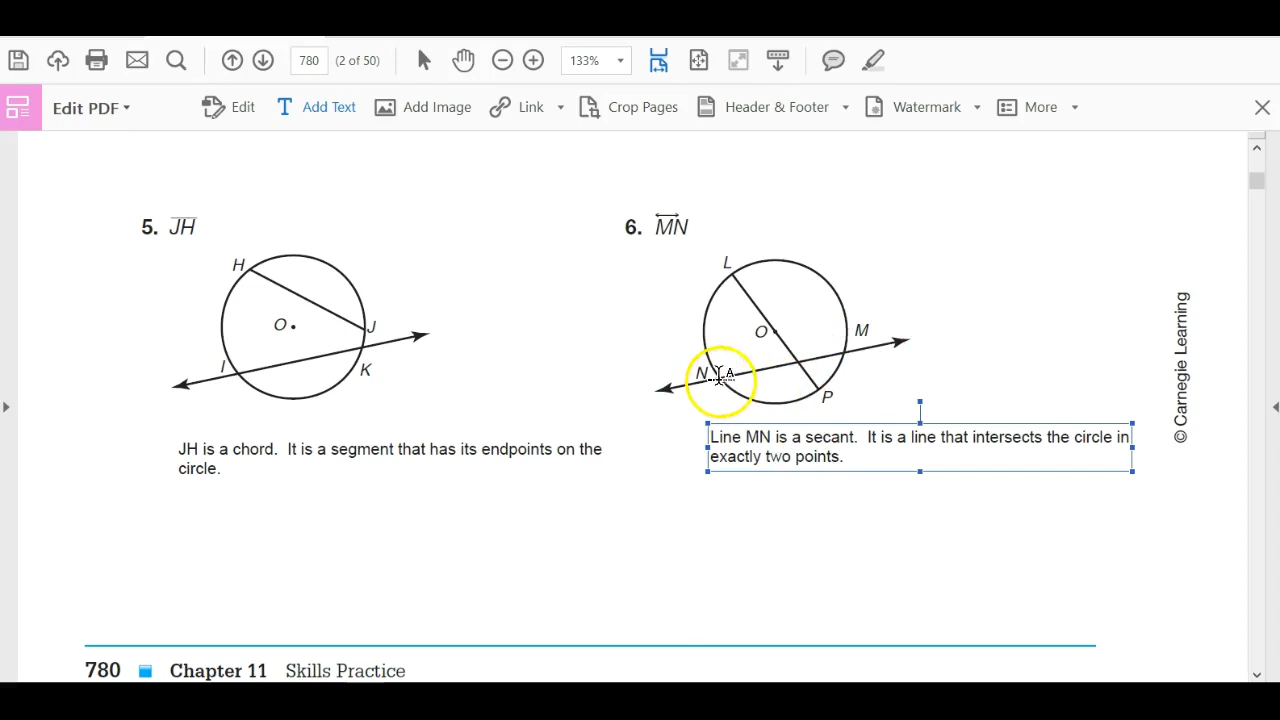 780 (2 of 50) 133%
Edit PDF Edit Add Text Add Image Link Crop Pages Header & Footer Watermark More
5. JH
6. MN
H
O
J
I
K
L
O
M
N
A
P
© Carnegie Learning
JH is a chord. It is a segment that has its endpoints on the
circle.
Line MN is a secant. It is a line that intersects the circle in
exactly two points.
780 Chapter 11 Skills Practice